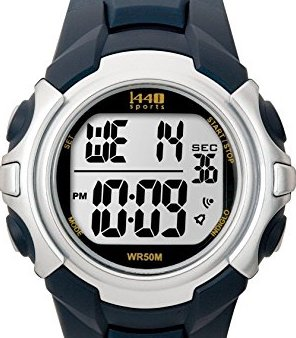 1440
sports
SET
START / STOP
WE 14
SEC
36
PM
10:09
MODE
INDIGLO
WR50M